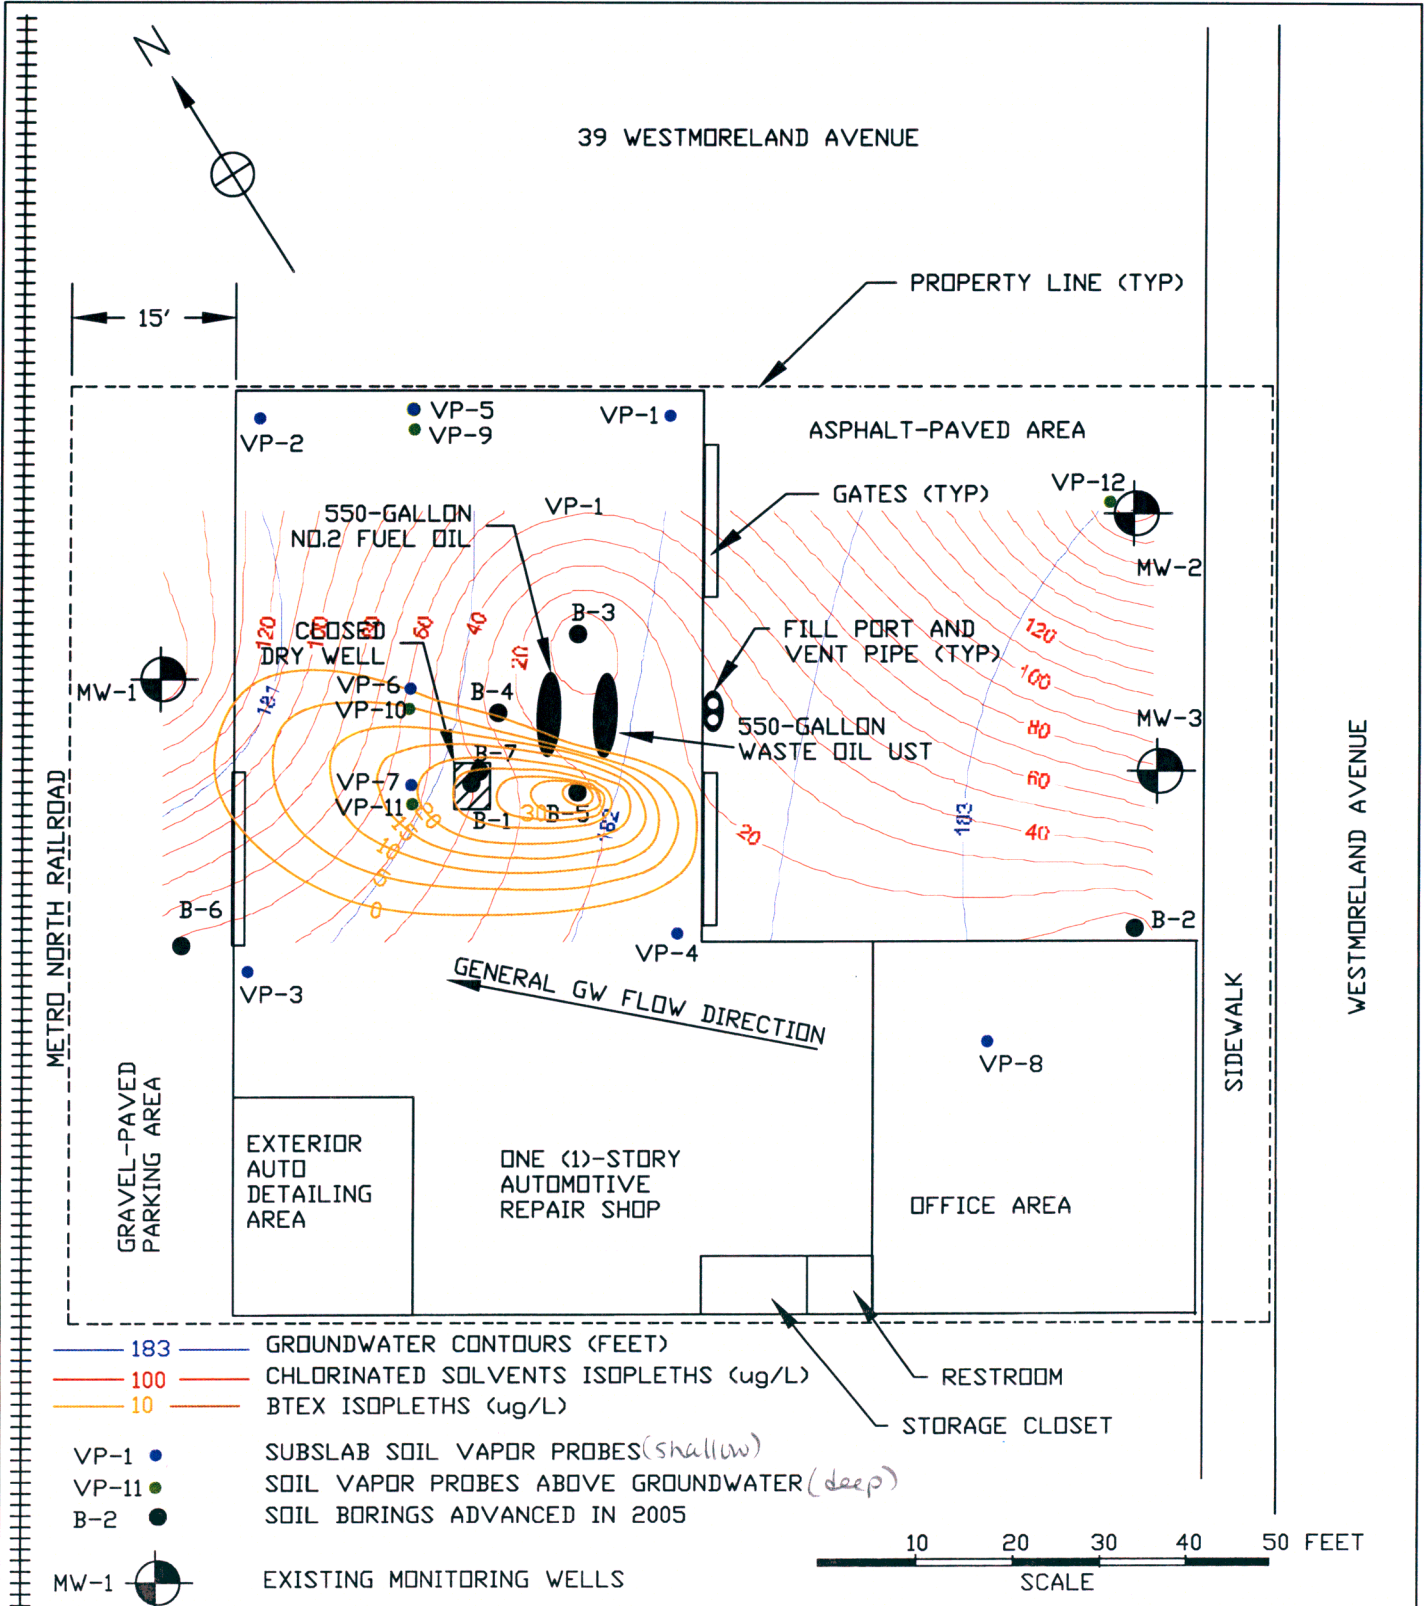 N
39 WESTMORELAND AVENUE
PROPERTY LINE (TYP)
15'
VP-2
VP-5
VP-9
VP-1
ASPHALT-PAVED AREA
VP-12
GATES (TYP)
550-GALLON
NO.2 FUEL OIL
VP-1
MW-2
120
100
80
60
40
20
CLOSED
DRY WELL
B-3
FILL PORT AND
VENT PIPE (TYP)
120
100
80
60
40
20
MW-1
181
VP-6
VP-10
B-4
550-GALLON
WASTE OIL UST
MW-3
B-7
VP-7
VP-11
B-1
30
B-5
182
183
20
15
10
5
0
B-6
B-2
VP-4
VP-3
GENERAL GW FLOW DIRECTION
METRO NORTH RAILROAD
WESTMORELAND AVENUE
SIDEWALK
VP-8
GRAVEL-PAVED
PARKING AREA
EXTERIOR
AUTO
DETAILING
AREA
ONE (1)-STORY
AUTOMOTIVE
REPAIR SHOP
OFFICE AREA
RESTROOM
STORAGE CLOSET
183 GROUNDWATER CONTOURS (FEET)
100 CHLORINATED SOLVENTS ISOPLETHS (ug/L)
10 BTEX ISOPLETHS (ug/L)
VP-1 SUBSLAB SOIL VAPOR PROBES (shallow)
VP-11 SOIL VAPOR PROBES ABOVE GROUNDWATER (deep)
B-2 SOIL BORINGS ADVANCED IN 2005
MW-1 EXISTING MONITORING WELLS
10 20 30 40 50 FEET
SCALE